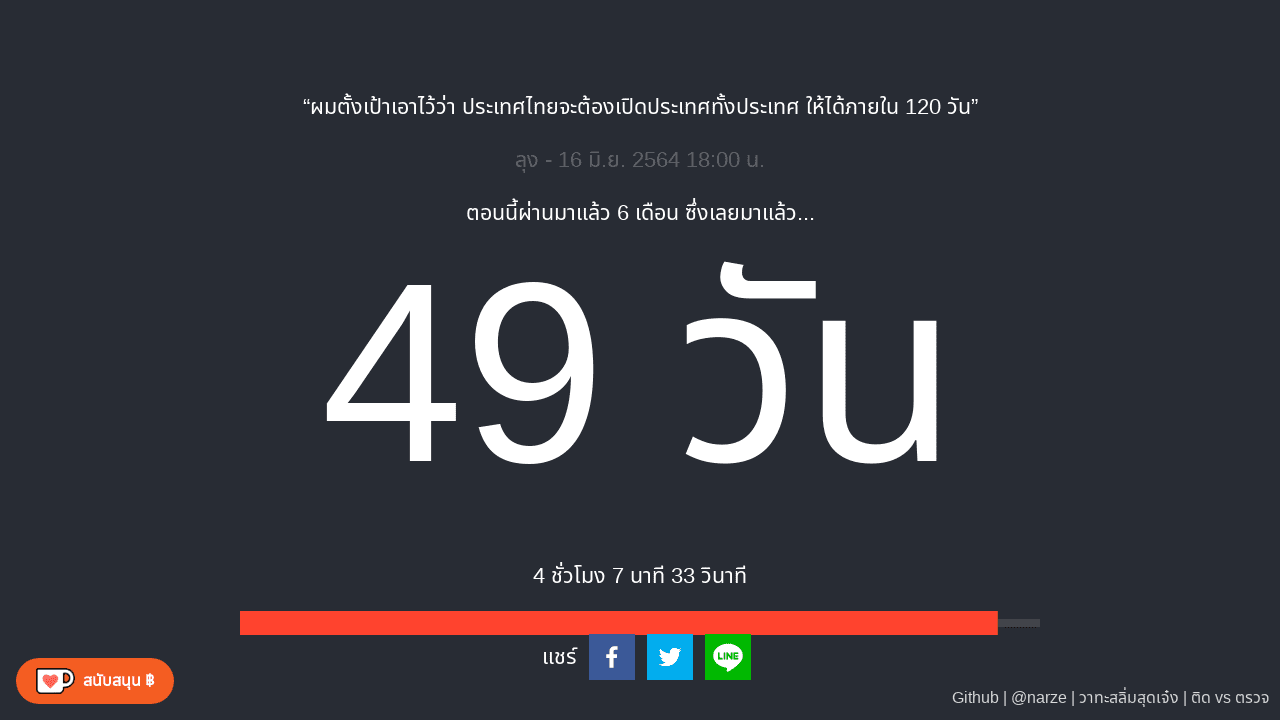 “ผมตั้งเป้าเอาไว้ว่า ประเทศไทยจะต้องเปิดประเทศทั้งประเทศ ให้ได้ภายใน 120 วัน”
ลุง - 16 มิ.ย. 2564 18:00 น.
ตอนนี้ผ่านมาแล้ว 6 เดือน ซึ่งเลยมาแล้ว...
49 วัน
4 ชั่วโมง 7 นาที 33 วินาที
แชร์
LINE
สนับสนุน ฿
Github | @narze | วาทะสลิ่มสุดเจ๋ง | ติด vs ตรวจ